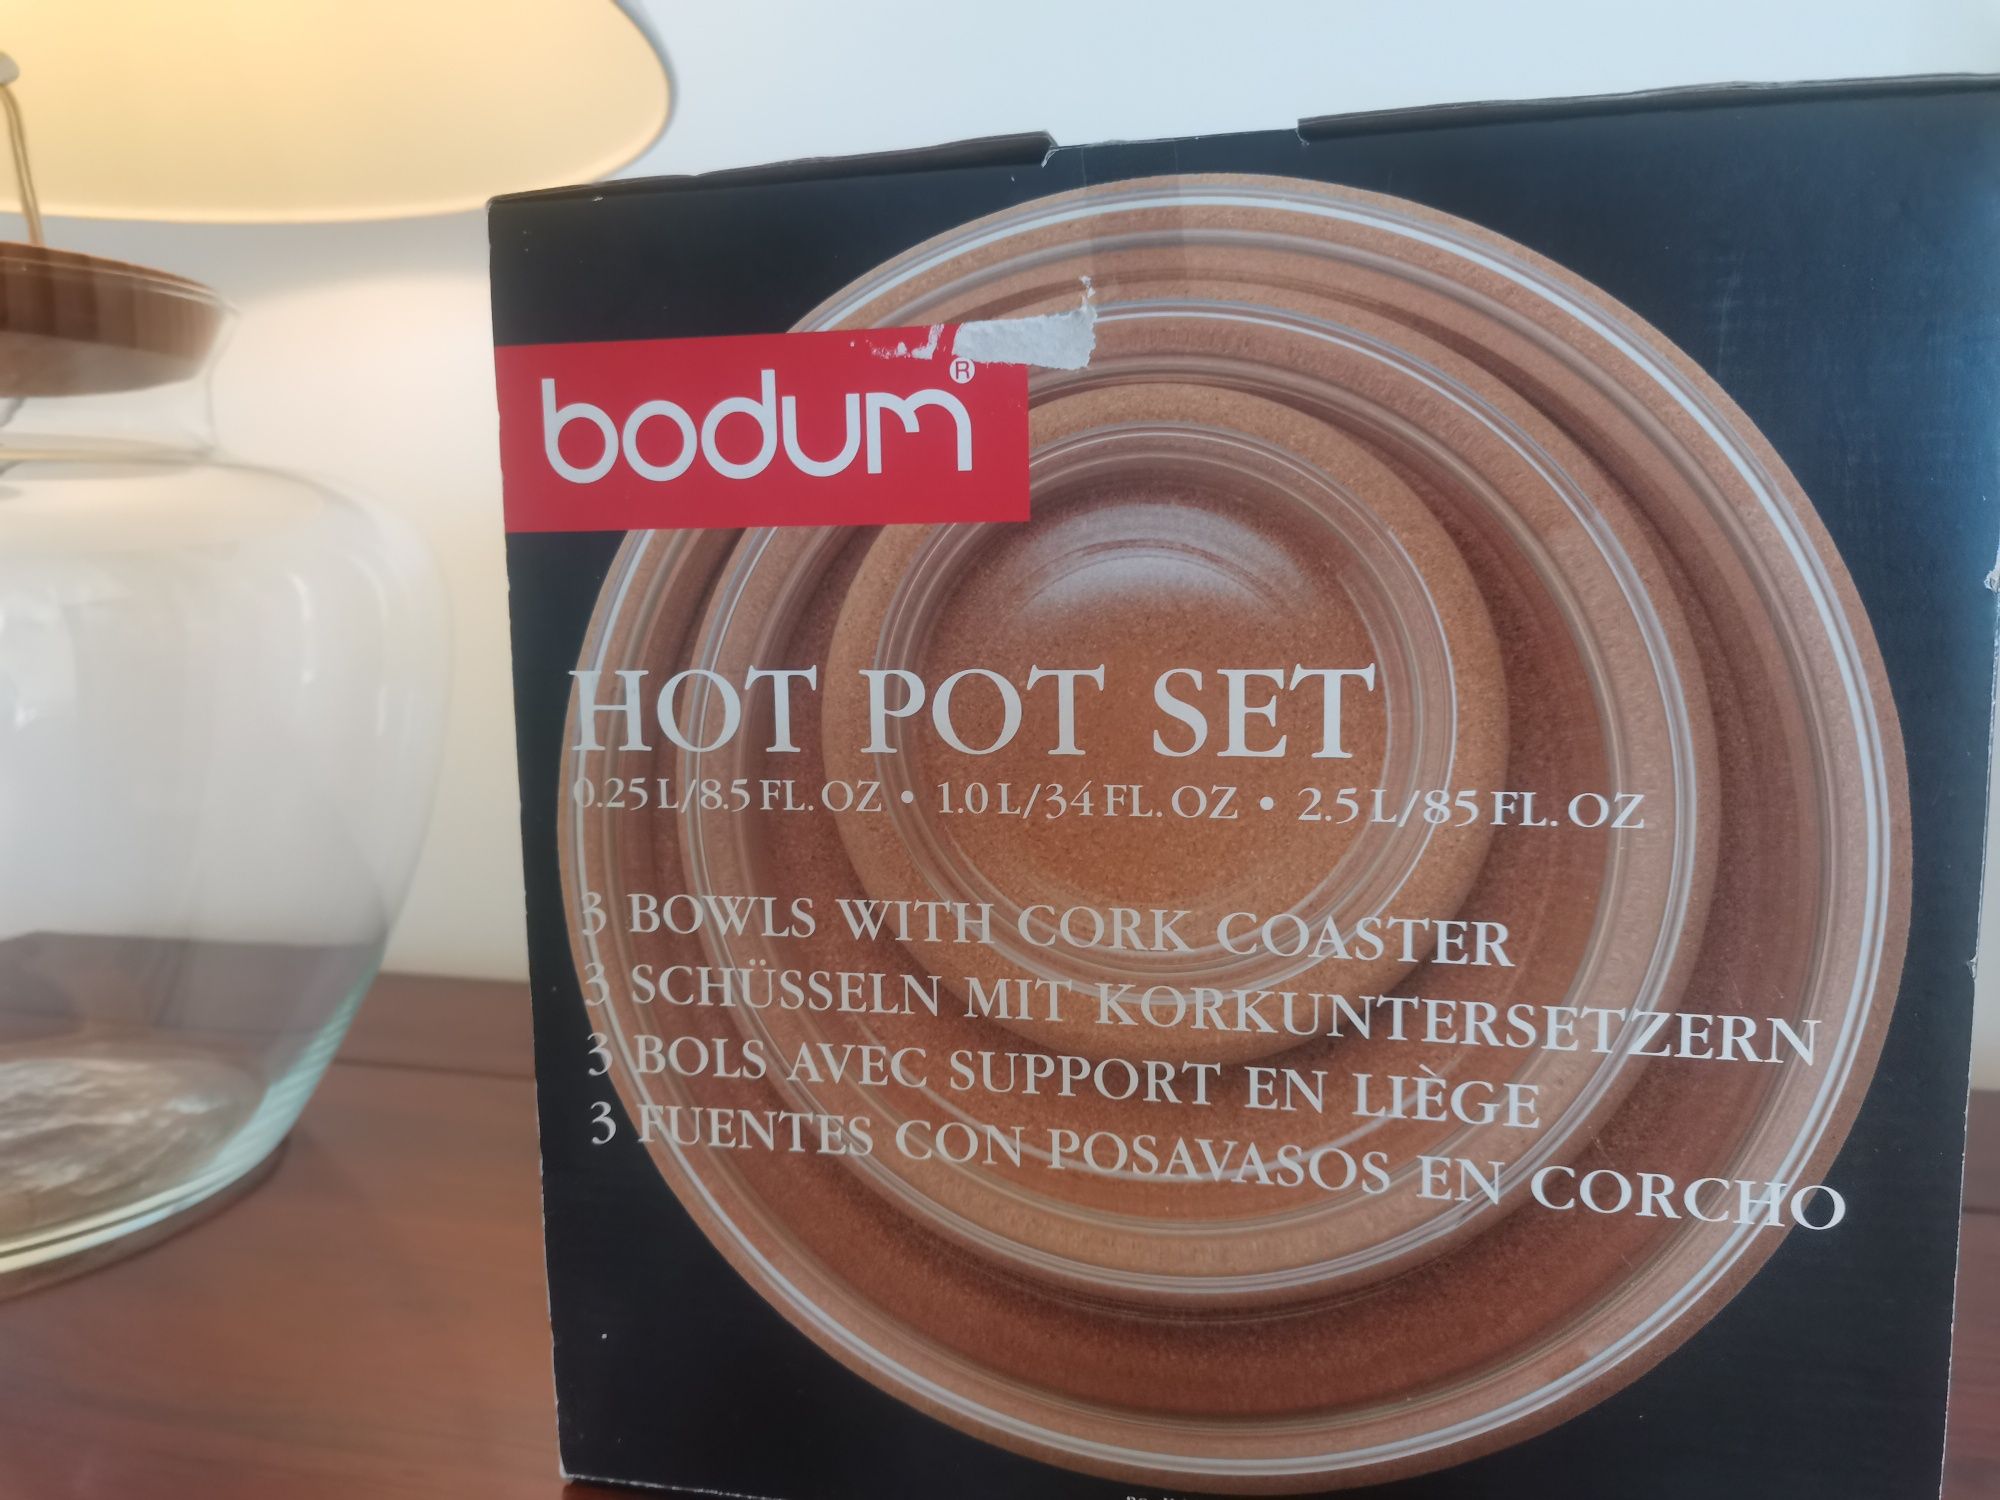 bodum®
HOT POT SET
0.25 L/8.5 FL. OZ • 1.0 L/34 FL. OZ • 2.5 L/85 FL. OZ
3 BOWLS WITH CORK COASTER
3 SCHÜSSELN MIT KORKUNTERSETZERN
3 BOLS AVEC SUPPORT EN LIÈGE
3 FUENTES CON POSAVASOS EN CORCHO